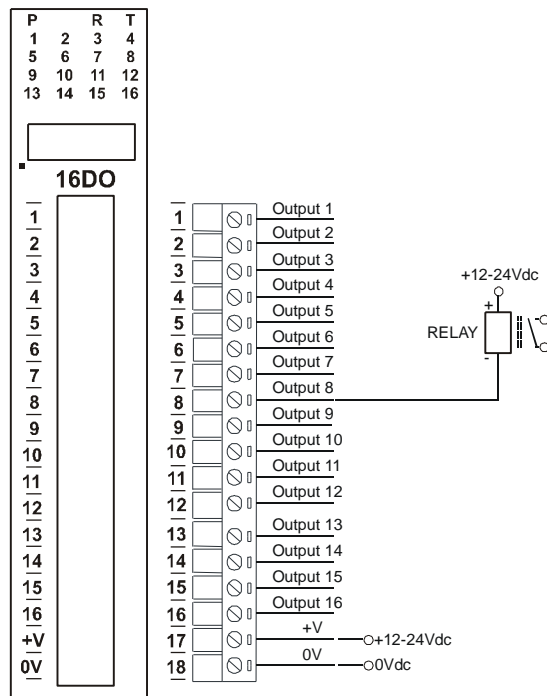 P R T
1 2 3 4
5 6 7 8
9 10 11 12
13 14 15 16
16DO
1
2
3
4
5
6
7
8
9
10
11
12
13
14
15
16
+V
0V
1 Output 1
2 Output 2
3 Output 3
4 Output 4
5 Output 5
6 Output 6
7 Output 7
8 Output 8
9 Output 9
10 Output 10
11 Output 11
12 Output 12
13 Output 13
14 Output 14
15 Output 15
16 Output 16
17 +V +12-24Vdc
18 0V 0Vdc
+12-24Vdc
+
RELAY
-